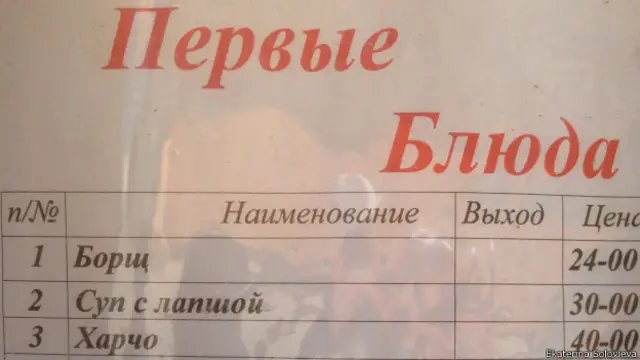 Первые
Блюда
п/№ Наименование Выход Цена
1 Борщ 24-00
2 Суп с лапшой 30-00
3 Харчо 40-00
Ekaterina Solovieva